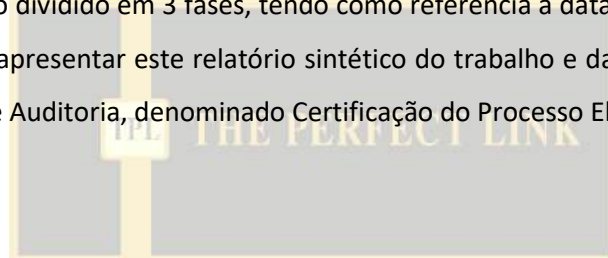 o dividido em 3 fases, tendo como referência a data
apresentar este relatório sintético do trabalho e da
e Auditoria, denominado Certificação do Processo El
TPL THE PERFECT LINK